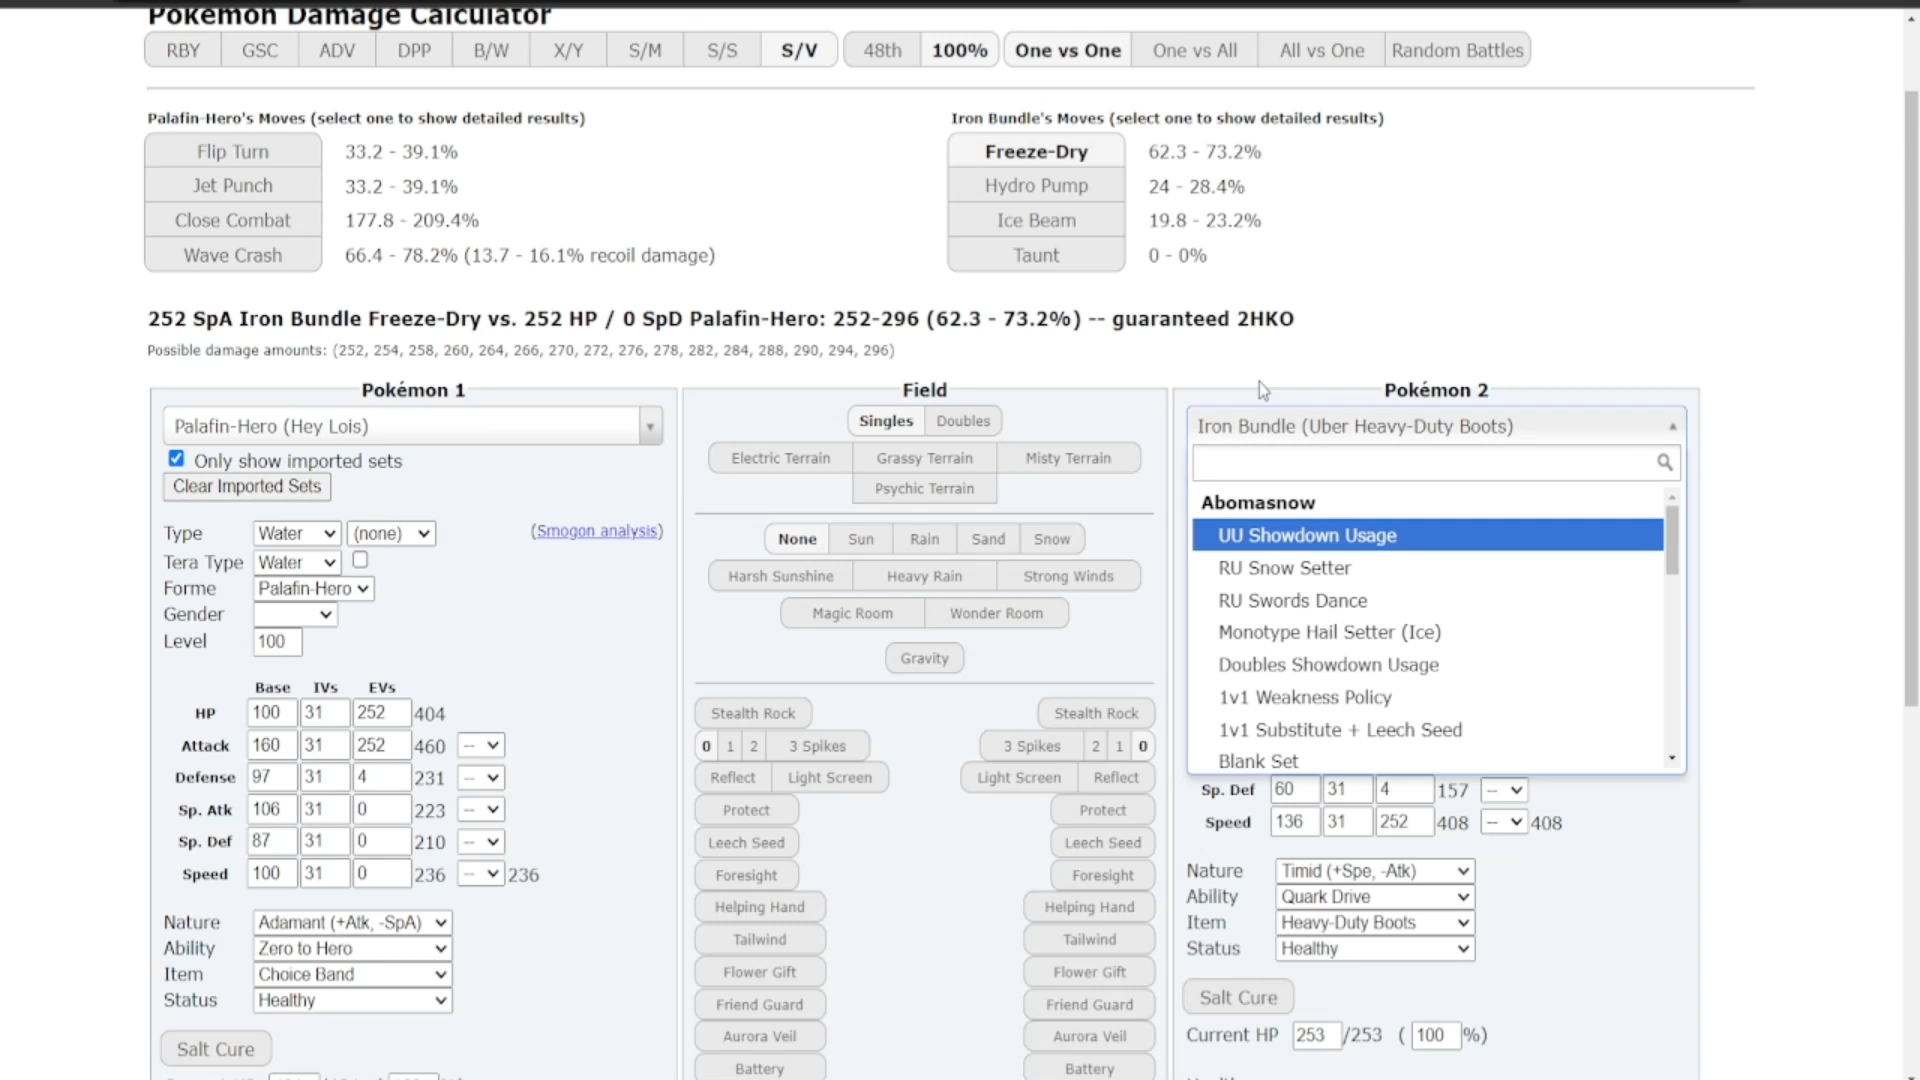 Pokémon Damage Calculator
RBY GSC ADV DPP B/W X/Y S/M S/S S/V 48th 100% One vs One One vs All All vs One Random Battles
Palafin-Hero's Moves (select one to show detailed results)
Flip Turn 33.2 - 39.1%
Jet Punch 33.2 - 39.1%
Close Combat 177.8 - 209.4%
Wave Crash 66.4 - 78.2% (13.7 - 16.1% recoil damage)
Iron Bundle's Moves (select one to show detailed results)
Freeze-Dry 62.3 - 73.2%
Hydro Pump 24 - 28.4%
Ice Beam 19.8 - 23.2%
Taunt 0 - 0%
252 SpA Iron Bundle Freeze-Dry vs. 252 HP / 0 SpD Palafin-Hero: 252-296 (62.3 - 73.2%) -- guaranteed 2HKO
Possible damage amounts: (252, 254, 258, 260, 264, 266, 270, 272, 276, 278, 282, 284, 288, 290, 294, 296)
Pokémon 1
Palafin-Hero (Hey Lois)
Only show imported sets
Clear Imported Sets
Type Water (none) (Smogon analysis)
Tera Type Water
Forme Palafin-Hero
Gender
Level 100
Base IVs EVs
HP 100 31 252 404
Attack 160 31 252 460 --
Defense 97 31 4 231 --
Sp. Atk 106 31 0 223 --
Sp. Def 87 31 0 210 --
Speed 100 31 0 236 -- 236
Nature Adamant (+Atk, -SpA)
Ability Zero to Hero
Item Choice Band
Status Healthy
Salt Cure
Field
Singles Doubles
Electric Terrain Grassy Terrain Misty Terrain
Psychic Terrain
None Sun Rain Sand Snow
Harsh Sunshine Heavy Rain Strong Winds
Magic Room Wonder Room
Gravity
Stealth Rock Stealth Rock
0 1 2 3 Spikes 3 Spikes 2 1 0
Reflect Light Screen Light Screen Reflect
Protect Protect
Leech Seed Leech Seed
Foresight Foresight
Helping Hand Helping Hand
Tailwind Tailwind
Flower Gift Flower Gift
Friend Guard Friend Guard
Aurora Veil Aurora Veil
Battery Battery
Pokémon 2
Iron Bundle (Uber Heavy-Duty Boots)
Abomasnow
UU Showdown Usage
RU Snow Setter
RU Swords Dance
Monotype Hail Setter (Ice)
Doubles Showdown Usage
1v1 Weakness Policy
1v1 Substitute + Leech Seed
Blank Set
Sp. Def 60 31 4 157 --
Speed 136 31 252 408 -- 408
Nature Timid (+Spe, -Atk)
Ability Quark Drive
Item Heavy-Duty Boots
Status Healthy
Salt Cure
Current HP 253 /253 ( 100 %)